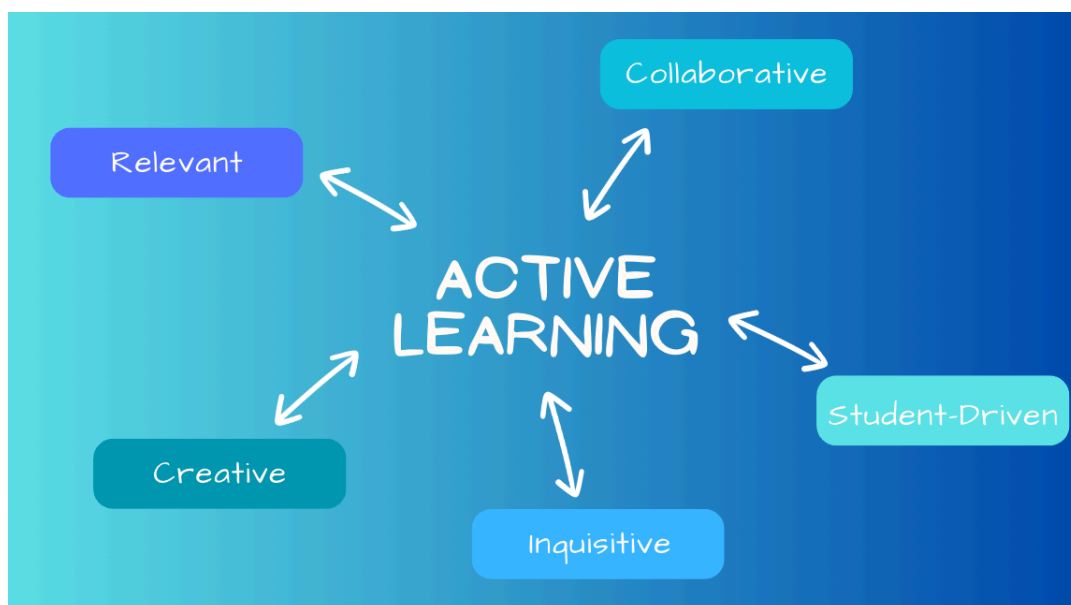 Collaborative
Relevant
ACTIVE
LEARNING
Student-Driven
Creative
Inquisitive